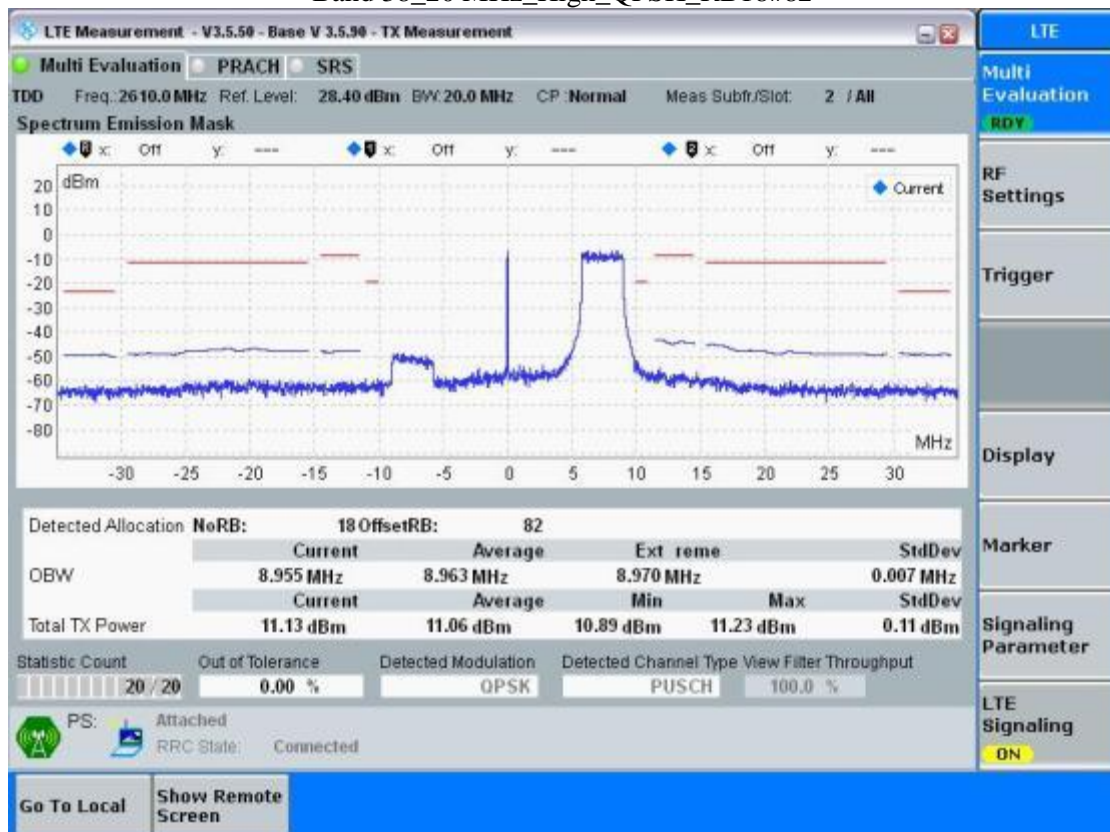 LTE Measurement - V3.5.50 - Base V 3.5.90 - TX Measurement
LTE
Multi Evaluation PRACH SRS
Multi
Evaluation
RDY
TDD Freq.:2610.0 MHz Ref. Level: 28.40 dBm BW:20.0 MHz CP :Normal Meas Subfr./Slot: 2 / All
Spectrum Emission Mask
x: Off y: --- x: Off y: --- x: Off y: ---
dBm
Current
20
10
0
-10
-20
-30
-40
-50
-60
-70
-80
MHz
-30 -25 -20 -15 -10 -5 0 5 10 15 20 25 30
RF
Settings
Trigger
Display
Marker
Signaling
Parameter
LTE
Signaling
ON
Detected Allocation NoRB: 18 OffsetRB: 82
Current Average Ext reme StdDev
OBW 8.955 MHz 8.963 MHz 8.970 MHz 0.007 MHz
Current Average Min Max StdDev
Total TX Power 11.13 dBm 11.06 dBm 10.89 dBm 11.23 dBm 0.11 dBm
Statistic Count Out of Tolerance Detected Modulation Detected Channel Type View Filter Throughput
20 / 20 0.00 % QPSK PUSCH 100.0 %
PS: Attached
RRC State: Connected
Go To Local
Show Remote
Screen